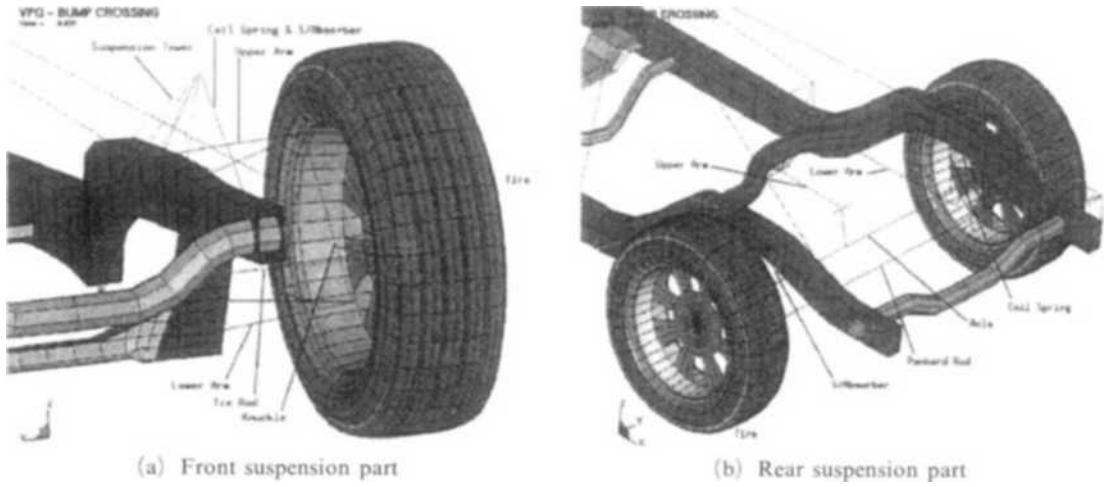 VPG - BUMP CROSSING
Suspension Tower
Coil Spring & S/Absorber
Upper Arm
Tire
Lower Arm
Tie Rod
Knuckle
(a) Front suspension part
CROSSING
Upper Arm
Lower Arm
Coil Spring
Axle
Panhard Rod
S/Absorber
Tire
(b) Rear suspension part